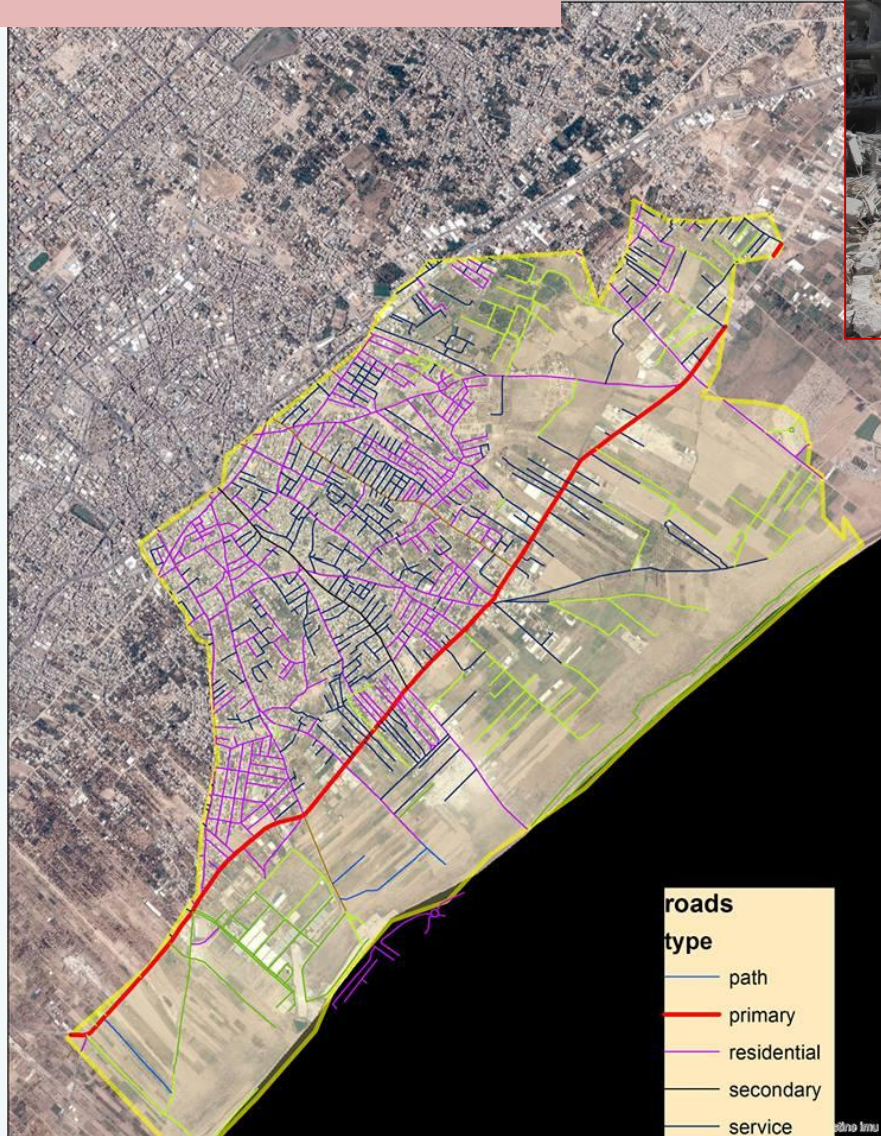 roads
type
path
primary
residential
secondary
service